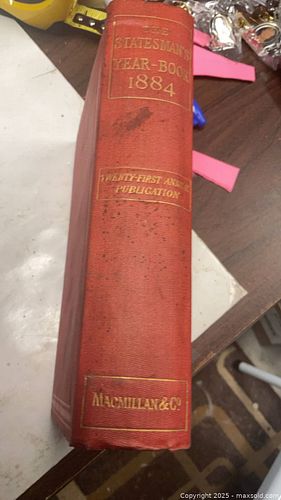 THE
STATESMAN'S
YEAR-BOOK
1884
TWENTY-FIRST ANNUAL
PUBLICATION
MACMILLAN & Co
Copyright 2025 - maxsold.com